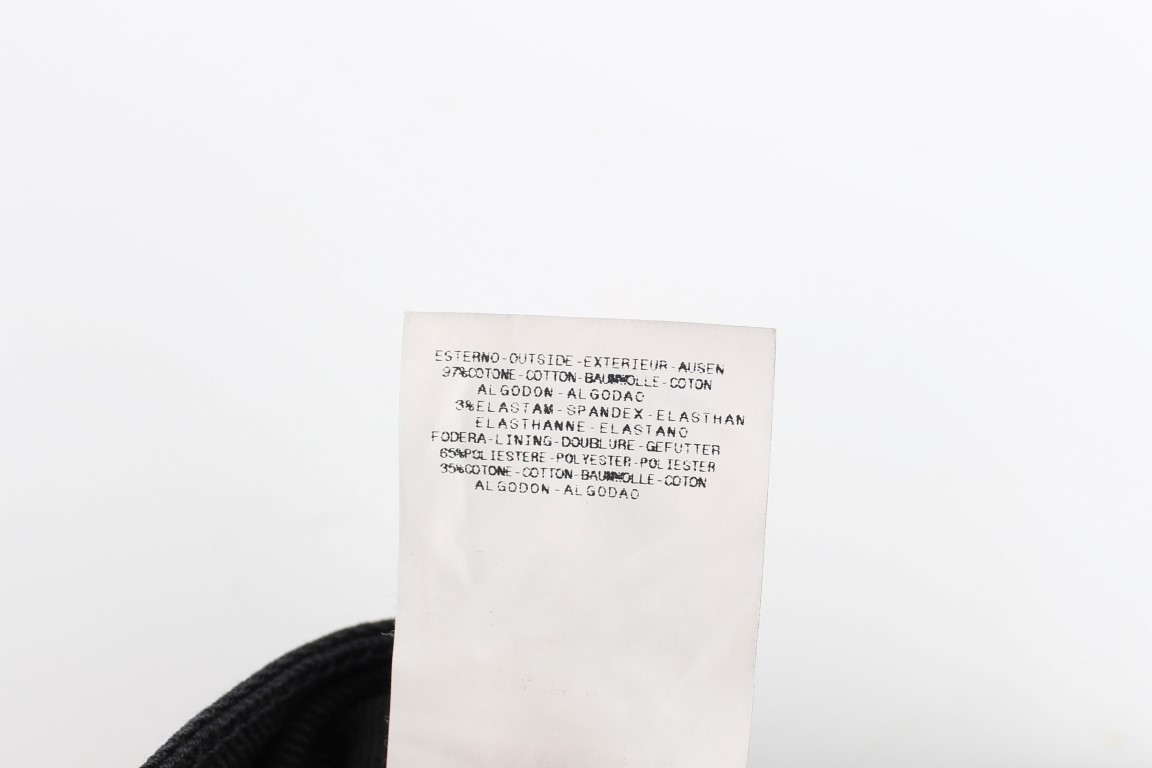 ESTERNO-OUTSIDE-EXTERIEUR-AUSEN
97%COTONE-COTTON-BAUMWOLLE-COTON
ALGODON-ALGODAO
3%ELASTAM-SPANDEX-ELASTHAN
ELASTHANNE-ELASTANO
FODERA-LINING-DOUBLURE-GEFUTTER
65%POLIESTERE-POLYESTER-POLIESTER
35%COTONE-COTTON-BAUMWOLLE-COTON
ALGODON-ALGODAO